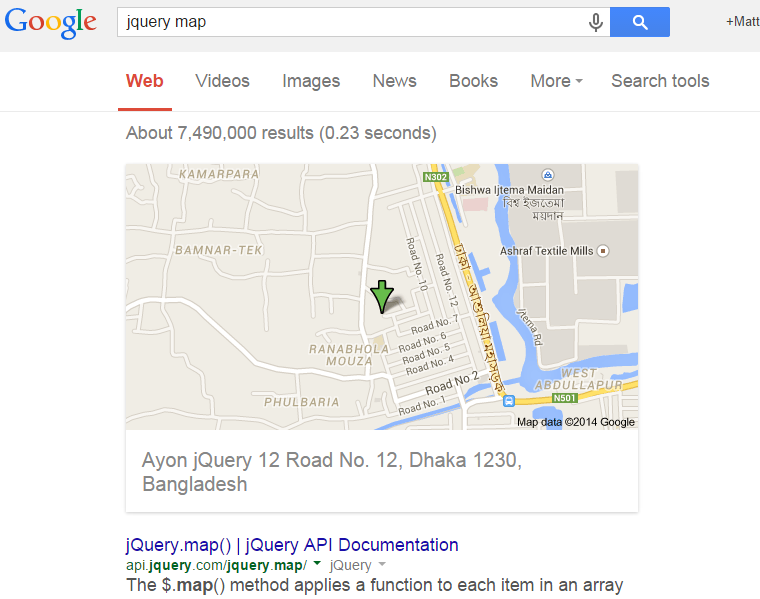 Google
jquery map
+Matt
Web Videos Images News Books More Search tools
About 7,490,000 results (0.23 seconds)
KAMARPARA
N302
Bishwa Ijtema Maidan
বিশ্ব ইজতেমা
ময়দান
BAMNAR-TEK
Ashraf Textile Mills
Road No. 10
Road No. 12
ঢাকা - আশুলিয়া মহাসড়ক
Ijtema Rd
Road No. 7
Road No. 6
RANABHOLA
MOUZA
Road No. 5
Road No. 4
Road No 2
WEST
ABDULLAPUR
PHULBARIA
Road No. 1
N501
Map data ©2014 Google
Ayon jQuery 12 Road No. 12, Dhaka 1230,
Bangladesh
jQuery.map() | jQuery API Documentation
api.jquery.com/jquery.map/ jQuery
The $.map() method applies a function to each item in an array